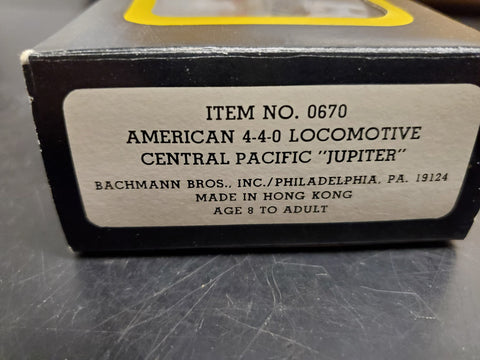 ITEM NO. 0670
AMERICAN 4-4-0 LOCOMOTIVE
CENTRAL PACIFIC "JUPITER"
BACHMANN BROS., INC./PHILADELPHIA, PA. 19124
MADE IN HONG KONG
AGE 8 TO ADULT